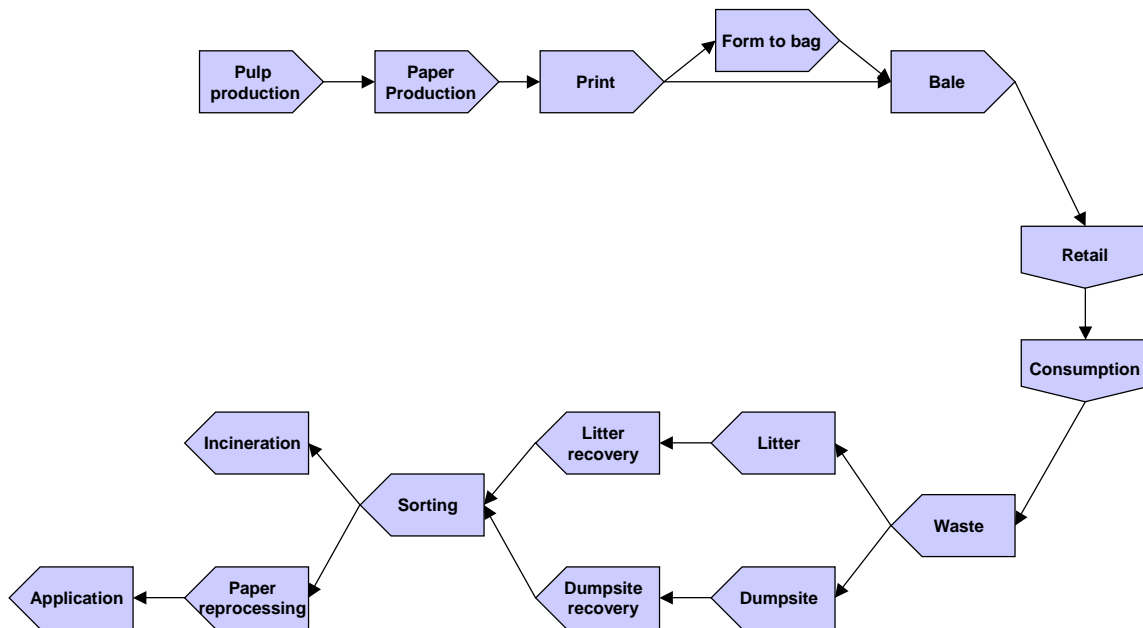 Form to bag
Pulp
production
Paper
Production
Print
Bale
Retail
Consumption
Incineration
Litter
recovery
Litter
Sorting
Waste
Application
Paper
reprocessing
Dumpsite
recovery
Dumpsite